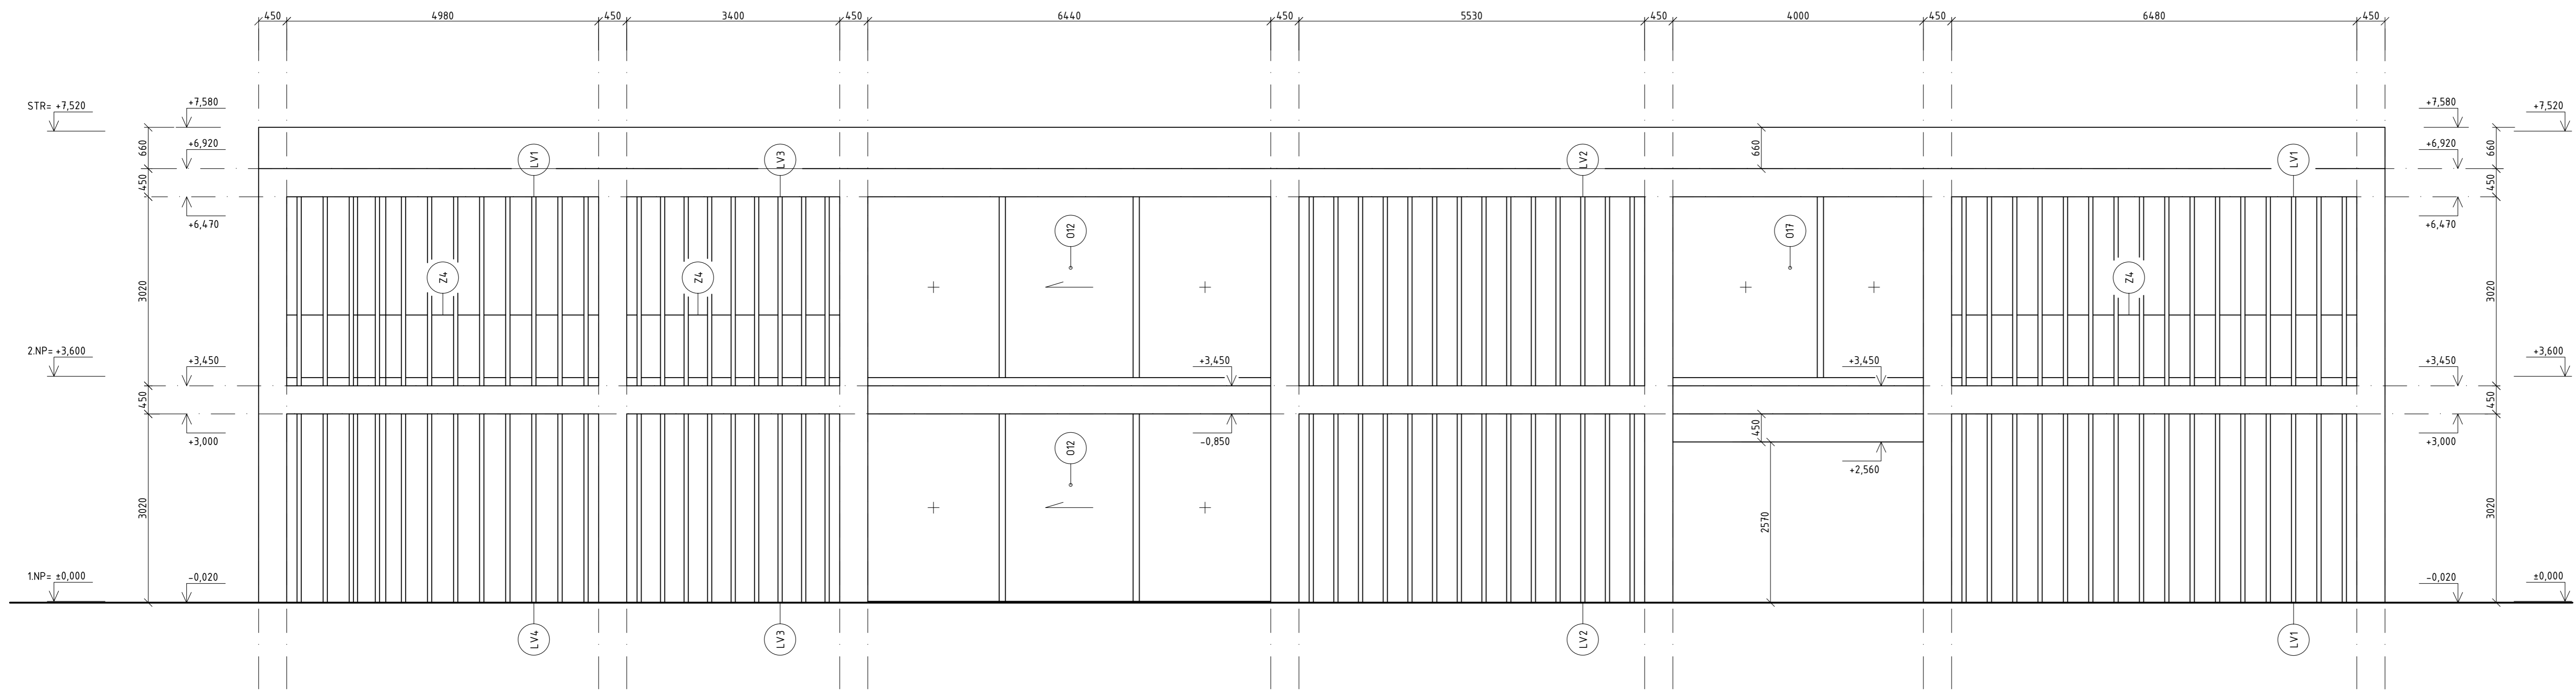 450 4980 450 3400 450 6440 450 5530 450 4000 450 6480 450
STR= +7,520
+7,580
+7,580
+7,520
660
+6,920
660
+6,920
660
LV1
LV3
LV2
LV1
450
450
+6,470
+6,470
O12
O17
Z4
Z4
Z4
3020
3020
2.NP= +3,600
+3,450
+3,450
+3,450
+3,450
+3,600
450
450
+3,000
-0,850
450
+3,000
O12
+2,560
3020
2570
3020
1.NP= ±0,000
-0,020
-0,020
±0,000
LV4
LV3
LV2
LV1